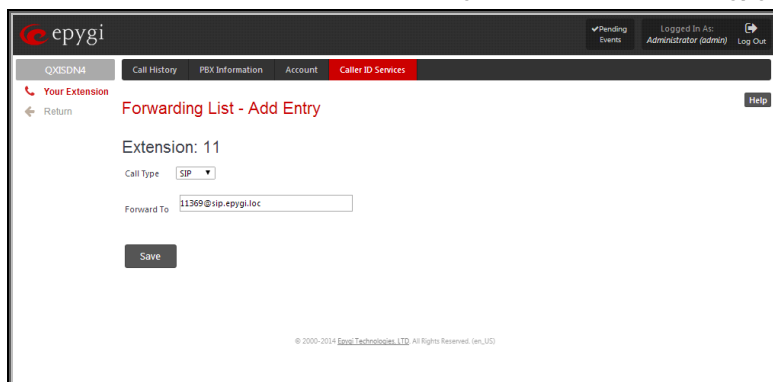 epygi
✔Pending Events
Logged In As: Administrator (admin)
Log Out
QXISDN4
Call History PBX Information Account Caller ID Services
Your Extension
Return
Help
Forwarding List - Add Entry
Extension: 11
Call Type SIP ▼
Forward To 11369@sip.epygi.loc
Save
© 2000-2014 Epygi Technologies, LTD. All Rights Reserved. (en_US)